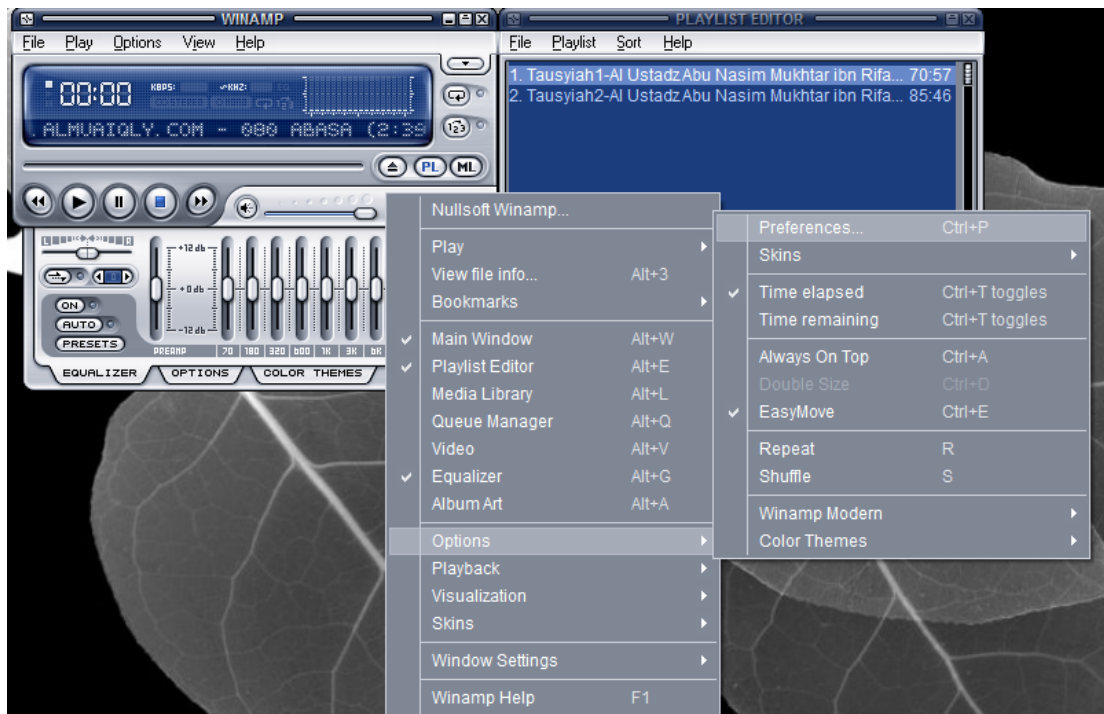 WINAMP
File Play Options View Help
00:00 KBPS: KHZ:
. ALMUAIQLY.COM - 080 ABASA (2:39
PL ML
+12 db
+0 db
-12 db
ON
AUTO
PRESETS
PREAMP 70 180 320 600 1K 3K 6K
EQUALIZER OPTIONS COLOR THEMES
PLAYLIST EDITOR
File Playlist Sort Help
1. Tausyiah1-Al Ustadz Abu Nasim Mukhtar ibn Rifa... 70:57
2. Tausyiah2-Al Ustadz Abu Nasim Mukhtar ibn Rifa... 85:46
Nullsoft Winamp...
Play
View file info... Alt+3
Bookmarks
Main Window Alt+W
Playlist Editor Alt+E
Media Library Alt+L
Queue Manager Alt+Q
Video Alt+V
Equalizer Alt+G
Album Art Alt+A
Options
Playback
Visualization
Skins
Window Settings
Winamp Help F1
Preferences... Ctrl+P
Skins
Time elapsed Ctrl+T toggles
Time remaining Ctrl+T toggles
Always On Top Ctrl+A
Double Size Ctrl+D
EasyMove Ctrl+E
Repeat R
Shuffle S
Winamp Modern
Color Themes